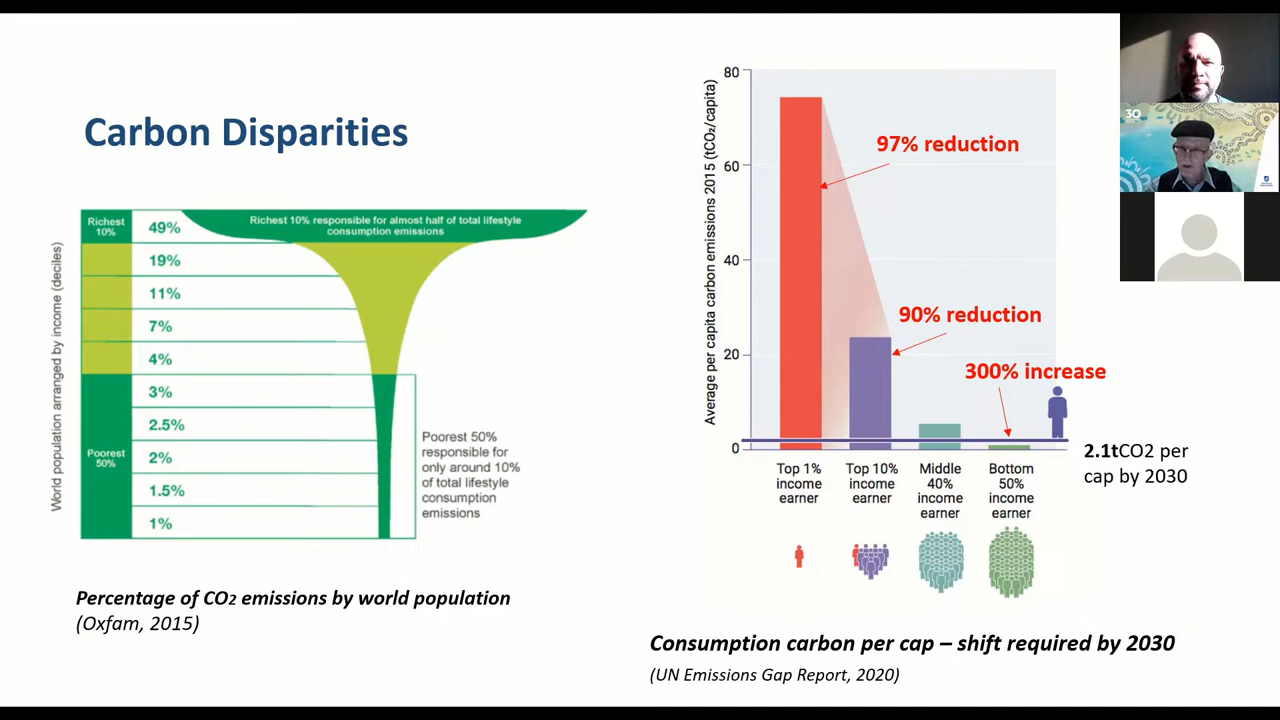 Carbon Disparities
World population arranged by income (deciles)
Richest
10%
49%
Richest 10% responsible for almost half of total lifestyle
consumption emissions
19%
11%
7%
4%
3%
2.5%
Poorest
50%
2%
1.5%
1%
Poorest 50%
responsible for
only around 10%
of total lifestyle
consumption
emissions
Percentage of CO2 emissions by world population
(Oxfam, 2015)
Average per capita carbon emissions 2015 (tCO2/capita)
80
60
40
20
0
97% reduction
90% reduction
300% increase
2.1tCO2 per
cap by 2030
Top 1%
income
earner
Top 10%
income
earner
Middle
40%
income
earner
Bottom
50%
income
earner
Consumption carbon per cap – shift required by 2030
(UN Emissions Gap Report, 2020)
30